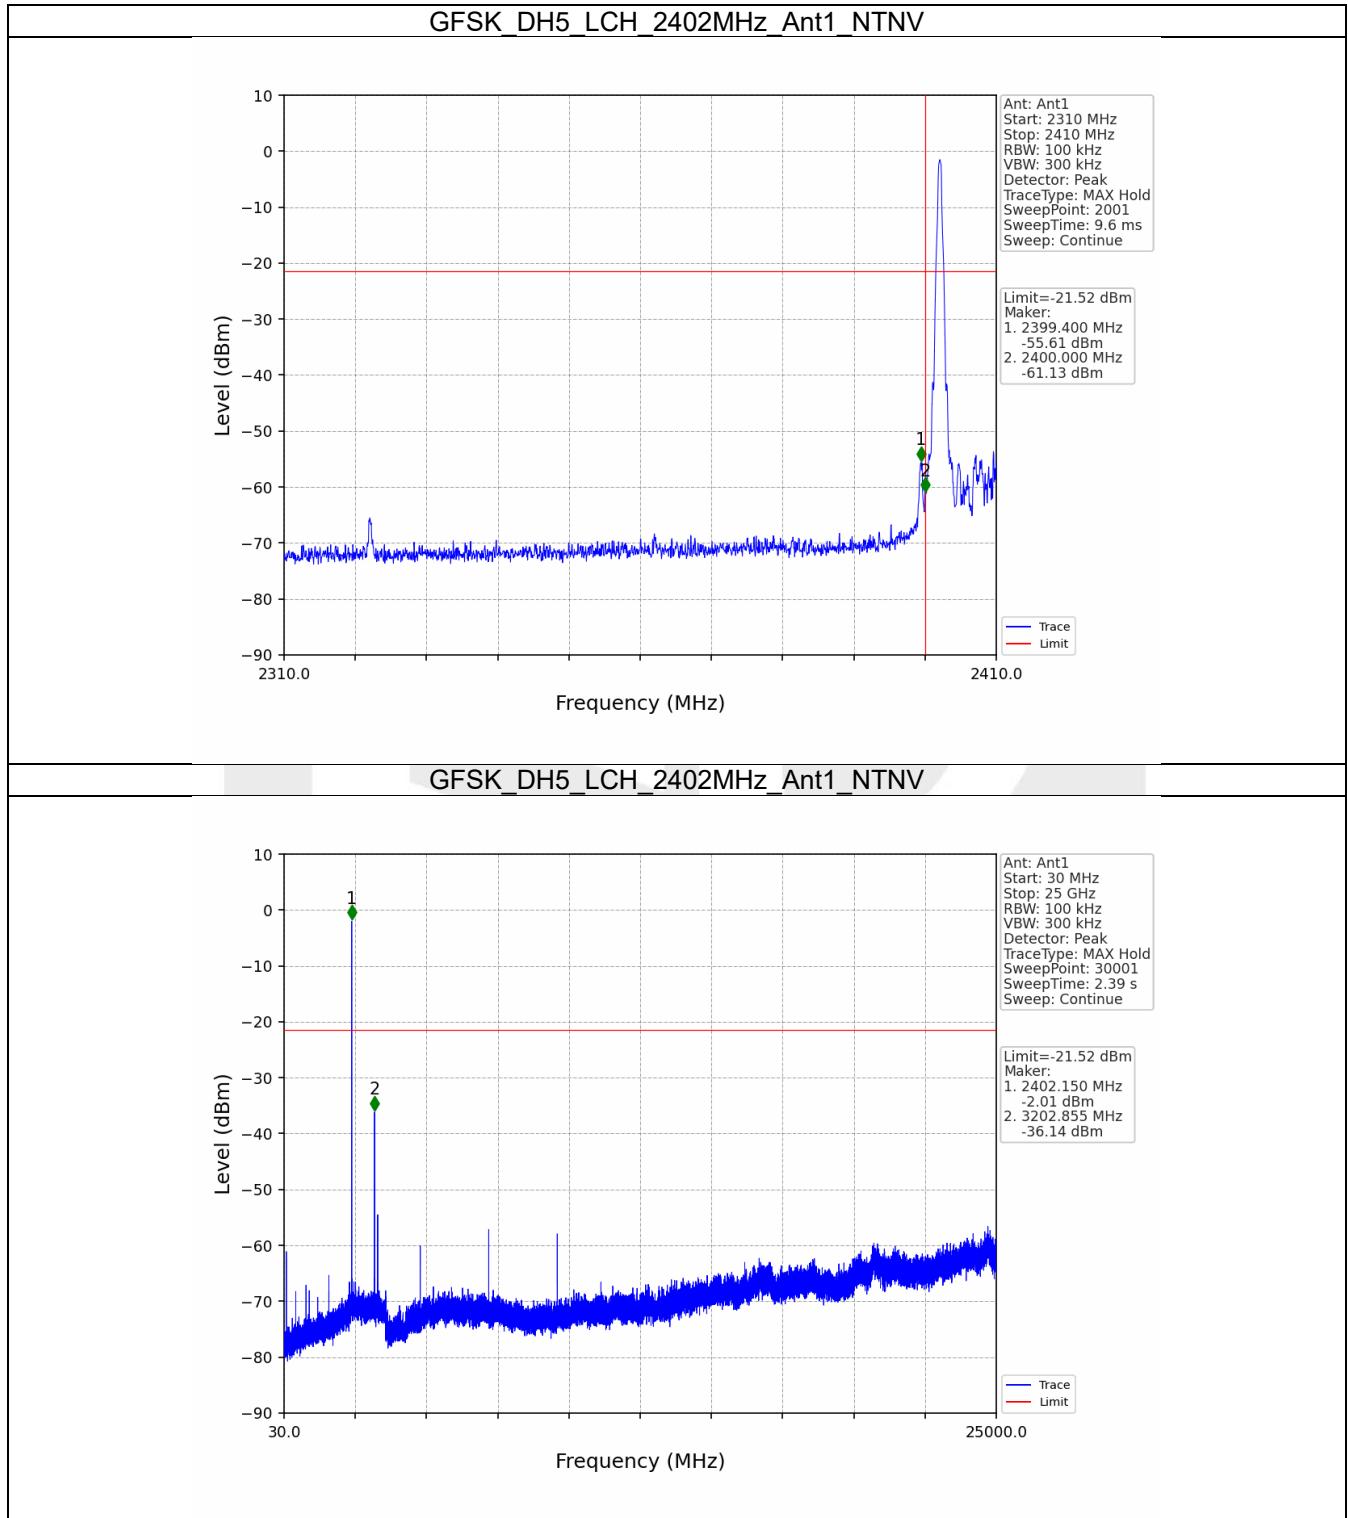 GFSK_DH5_LCH_2402MHz_Ant1_NTNV
10
0
−10
−20
−30
−40
−50
−60
−70
−80
−90
Level (dBm)
2310.0
2410.0
Frequency (MHz)
1
2
Ant: Ant1
Start: 2310 MHz
Stop: 2410 MHz
RBW: 100 kHz
VBW: 300 kHz
Detector: Peak
TraceType: MAX Hold
SweepPoint: 2001
SweepTime: 9.6 ms
Sweep: Continue
Limit=-21.52 dBm
Maker:
1. 2399.400 MHz
-55.61 dBm
2. 2400.000 MHz
-61.13 dBm
Trace
Limit
GFSK_DH5_LCH_2402MHz_Ant1_NTNV
10
0
−10
−20
−30
−40
−50
−60
−70
−80
−90
Level (dBm)
30.0
25000.0
Frequency (MHz)
1
2
Ant: Ant1
Start: 30 MHz
Stop: 25 GHz
RBW: 100 kHz
VBW: 300 kHz
Detector: Peak
TraceType: MAX Hold
SweepPoint: 30001
SweepTime: 2.39 s
Sweep: Continue
Limit=-21.52 dBm
Maker:
1. 2402.150 MHz
-2.01 dBm
2. 3202.855 MHz
-36.14 dBm
Trace
Limit